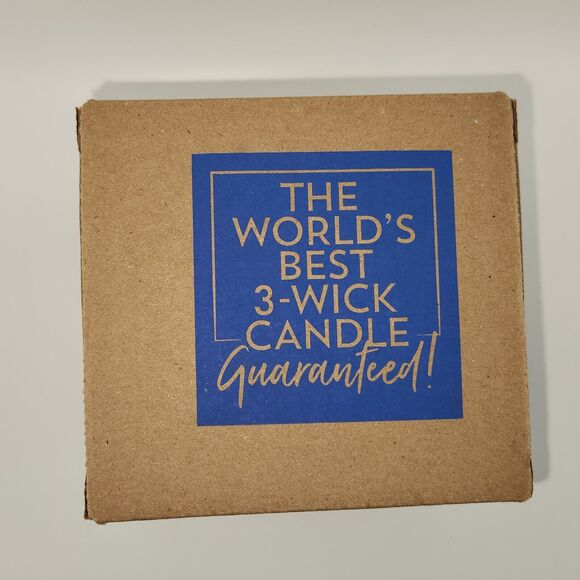 THE
WORLD'S
BEST
3-WICK
CANDLE
Guaranteed!